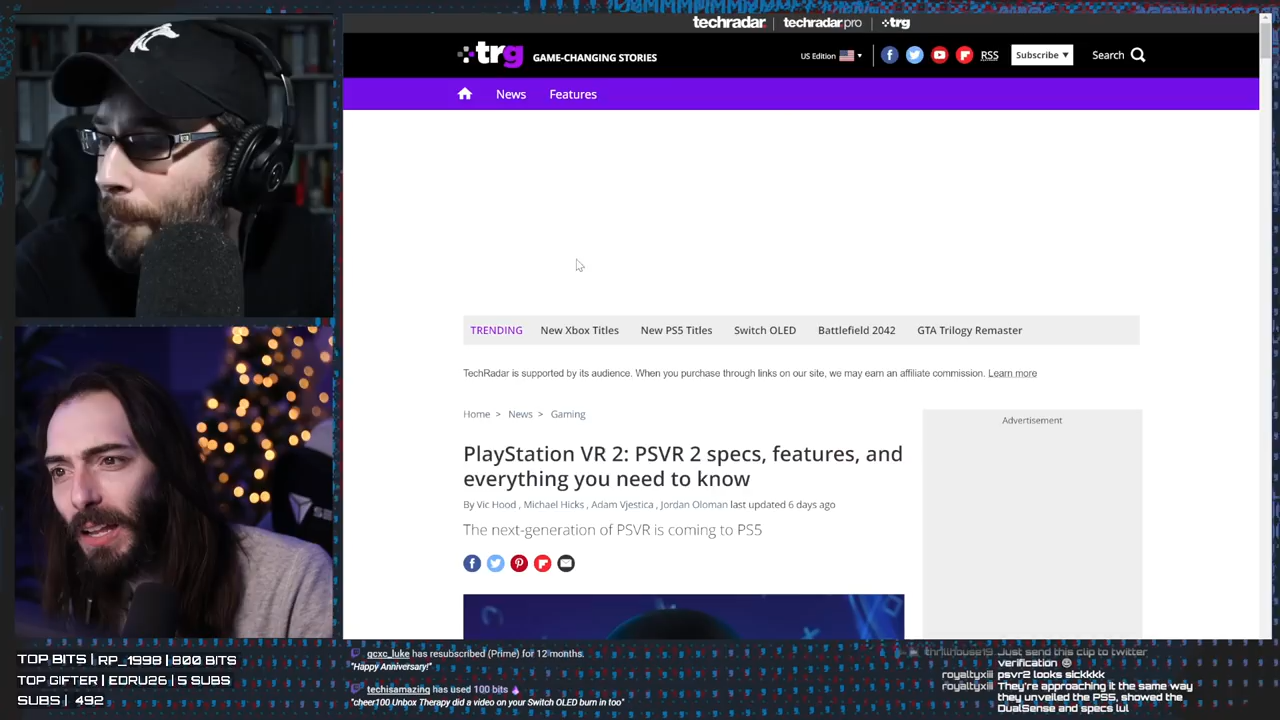 techradar. | techradar pro | trg
trg GAME-CHANGING STORIES
US Edition
RSS
Subscribe ▼
Search
News
Features
TRENDING New Xbox Titles New PS5 Titles Switch OLED Battlefield 2042 GTA Trilogy Remaster
TechRadar is supported by its audience. When you purchase through links on our site, we may earn an affiliate commission. Learn more
Home > News > Gaming
Advertisement
PlayStation VR 2: PSVR 2 specs, features, and
everything you need to know
By Vic Hood , Michael Hicks , Adam Vjestica , Jordan Oloman last updated 6 days ago
The next-generation of PSVR is coming to PS5
TOP BITS | RP_1998 | 800 BITS
TOP GIFTER | EDRU26 | 5 SUBS
SUBS | 492
qcxc_luke has resubscribed (Prime) for 12 months.
"Happy Anniversary!"
techisamazing has used 100 bits
"cheer100 Unbox Therapy did a video on your Switch OLED burn in too"
thrillhouse19 Just send this clip to twitter
verification
royaltyxiii psvr2 looks sickkkk
royaltyxiii They're approaching it the same way
they unveiled the PS5, showed the
DualSense and specs lul